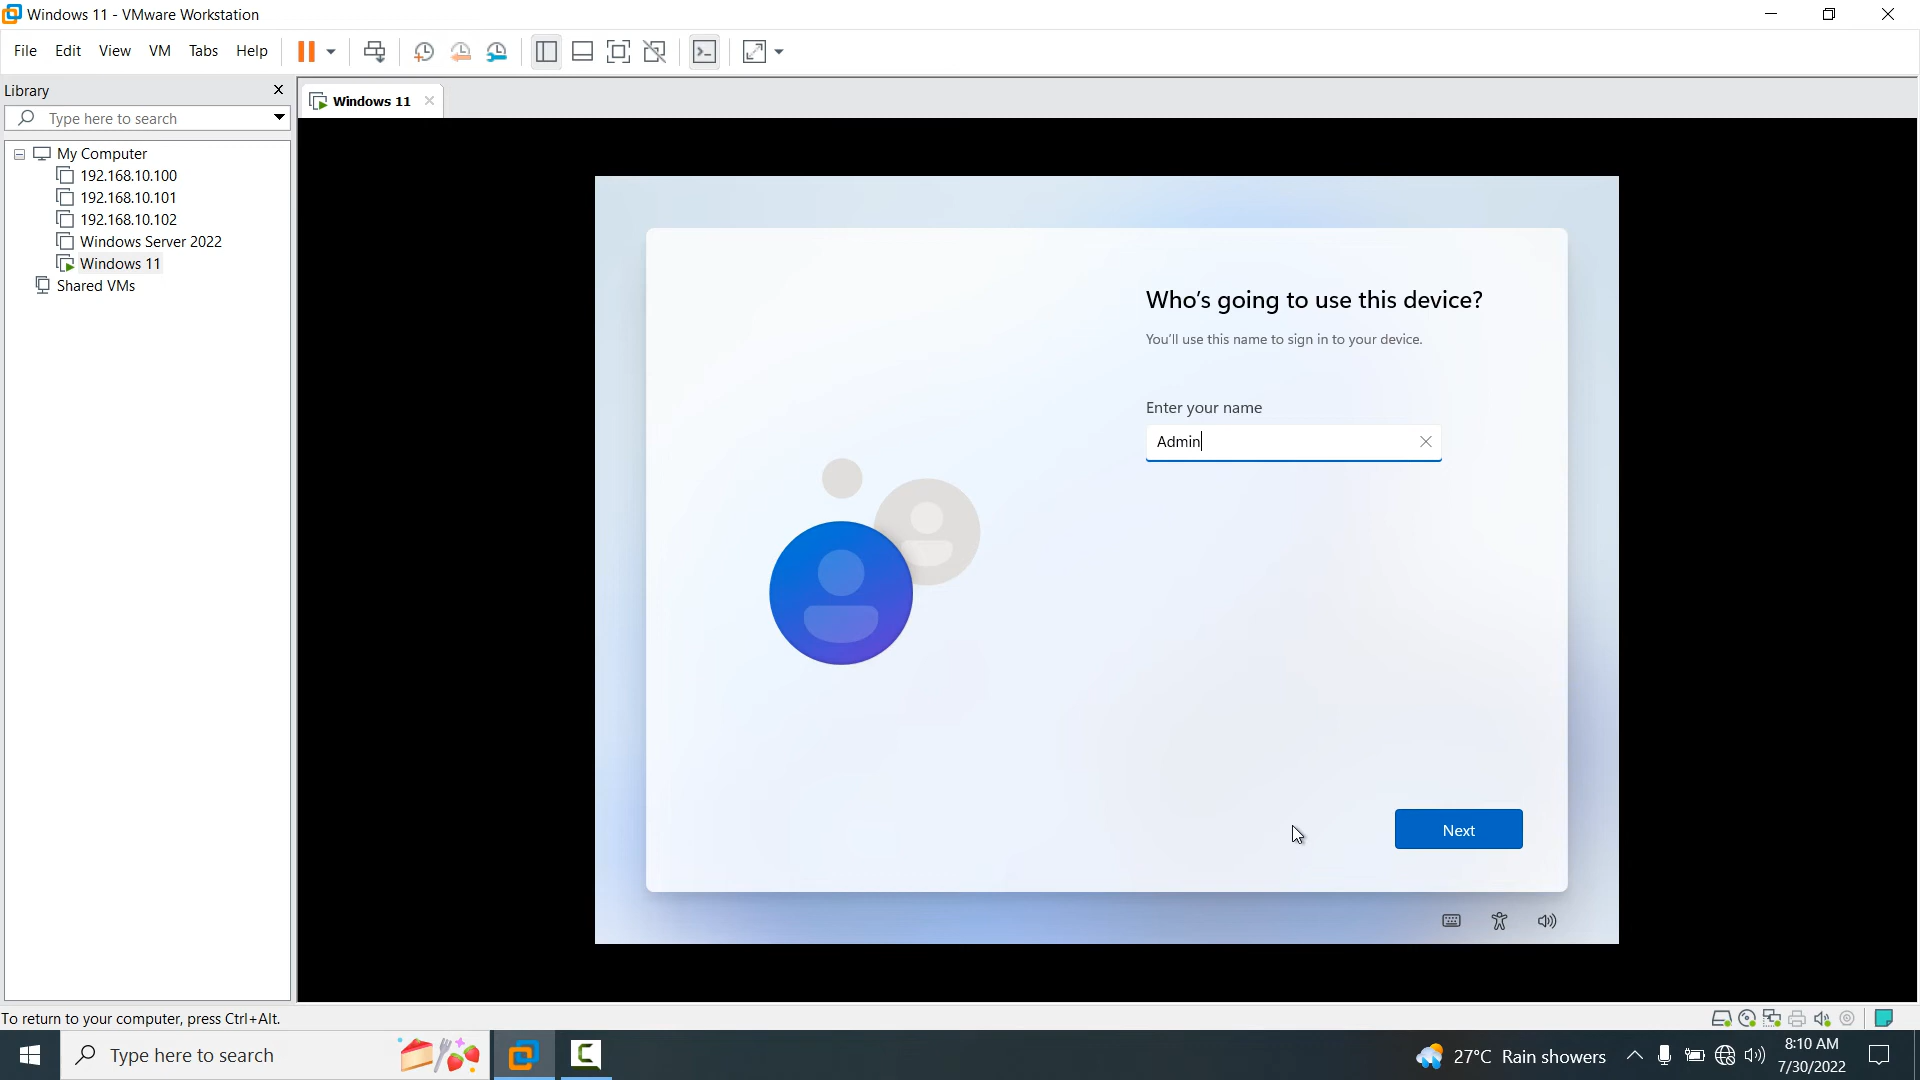 Windows 11 - VMware Workstation
File Edit View VM Tabs Help
Library
Windows 11
Type here to search
My Computer
192.168.10.100
192.168.10.101
192.168.10.102
Windows Server 2022
Windows 11
Shared VMs
Who's going to use this device?
You'll use this name to sign in to your device.
Enter your name
Admin
Next
To return to your computer, press Ctrl+Alt.
Type here to search
27°C Rain showers
8:10 AM
7/30/2022